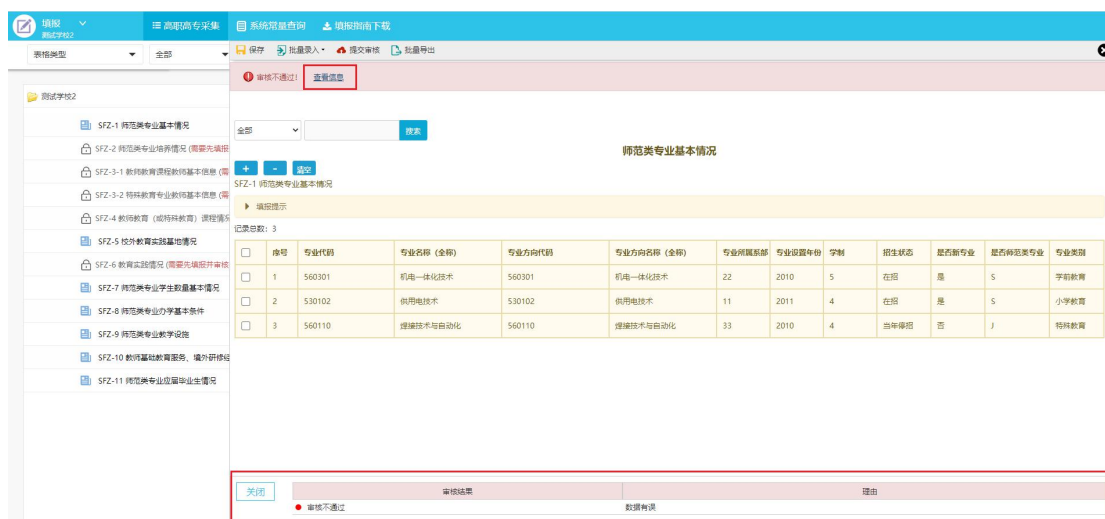 填报
测试学校2
高职高专采集
系统常量查询
填报指南下载
表格类型
全部
保存
批量录入
提交审核
批量导出
审核不通过！
查看信息
测试学校2
SFZ-1 师范类专业基本情况
SFZ-2 师范类专业培养情况 (需要先填报
SFZ-3-1 教师教育课程教师基本信息 (需
SFZ-3-2 特殊教育专业教师基本信息 (需
SFZ-4 教师教育（或特殊教育）课程情况
SFZ-5 校外教育实践基地情况
SFZ-6 教育实践情况 (需要先填报并审核
SFZ-7 师范类专业学生数量基本情况
SFZ-8 师范类专业办学基本条件
SFZ-9 师范类专业教学设施
SFZ-10 教师基础教育服务、境外研修经
SFZ-11 师范类专业应届毕业生情况
全部
搜索
师范类专业基本情况
+ - 清空
SFZ-1 师范类专业基本情况
填报提示
记录总数：3
序号 专业代码 专业名称（全称） 专业方向代码 专业方向名称（全称） 专业所属系部 专业设置年份 学制 招生状态 是否新专业 是否师范类专业 专业类别
1 560301 机电一体化技术 560301 机电一体化技术 22 2010 5 在招 是 S 学前教育
2 530102 供用电技术 530102 供用电技术 11 2011 4 在招 是 S 小学教育
3 560110 焊接技术与自动化 560110 焊接技术与自动化 33 2010 4 当年停招 否 J 特殊教育
关闭
审核结果 理由
审核不通过 数据有误